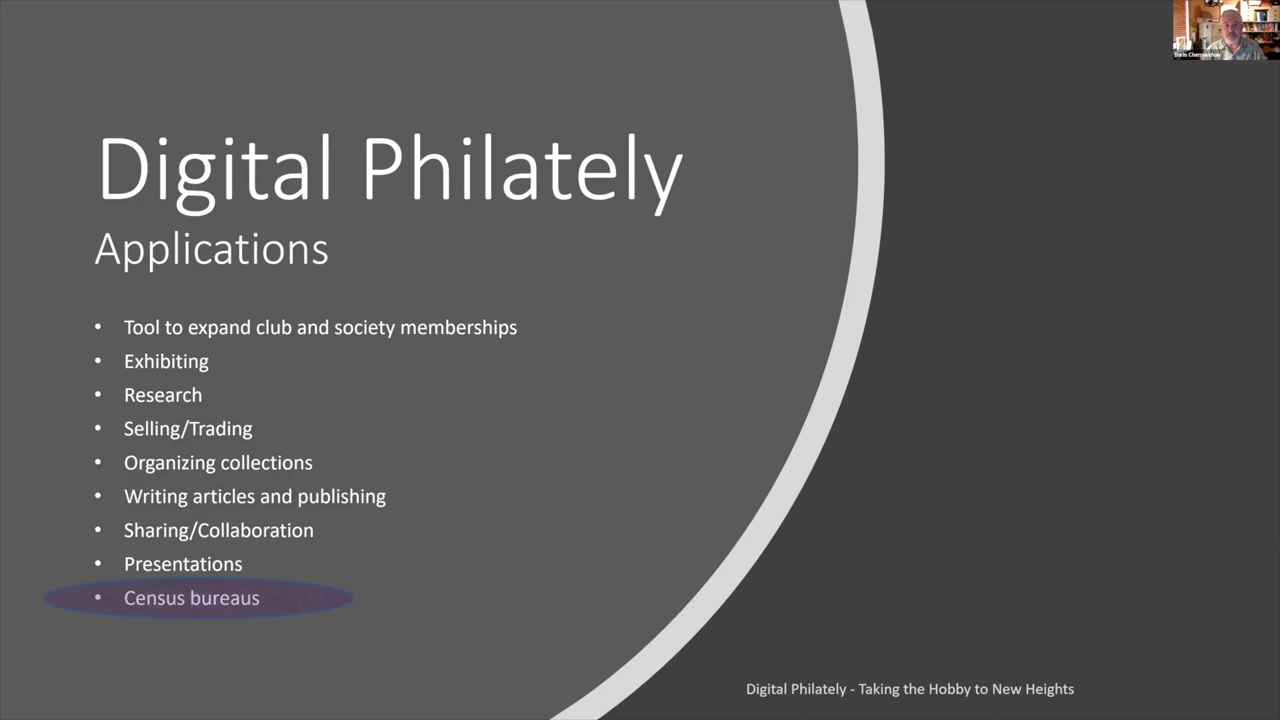 Digital Philately
Applications
• Tool to expand club and society memberships
• Exhibiting
• Research
• Selling/Trading
• Organizing collections
• Writing articles and publishing
• Sharing/Collaboration
• Presentations
• Census bureaus
Digital Philately - Taking the Hobby to New Heights